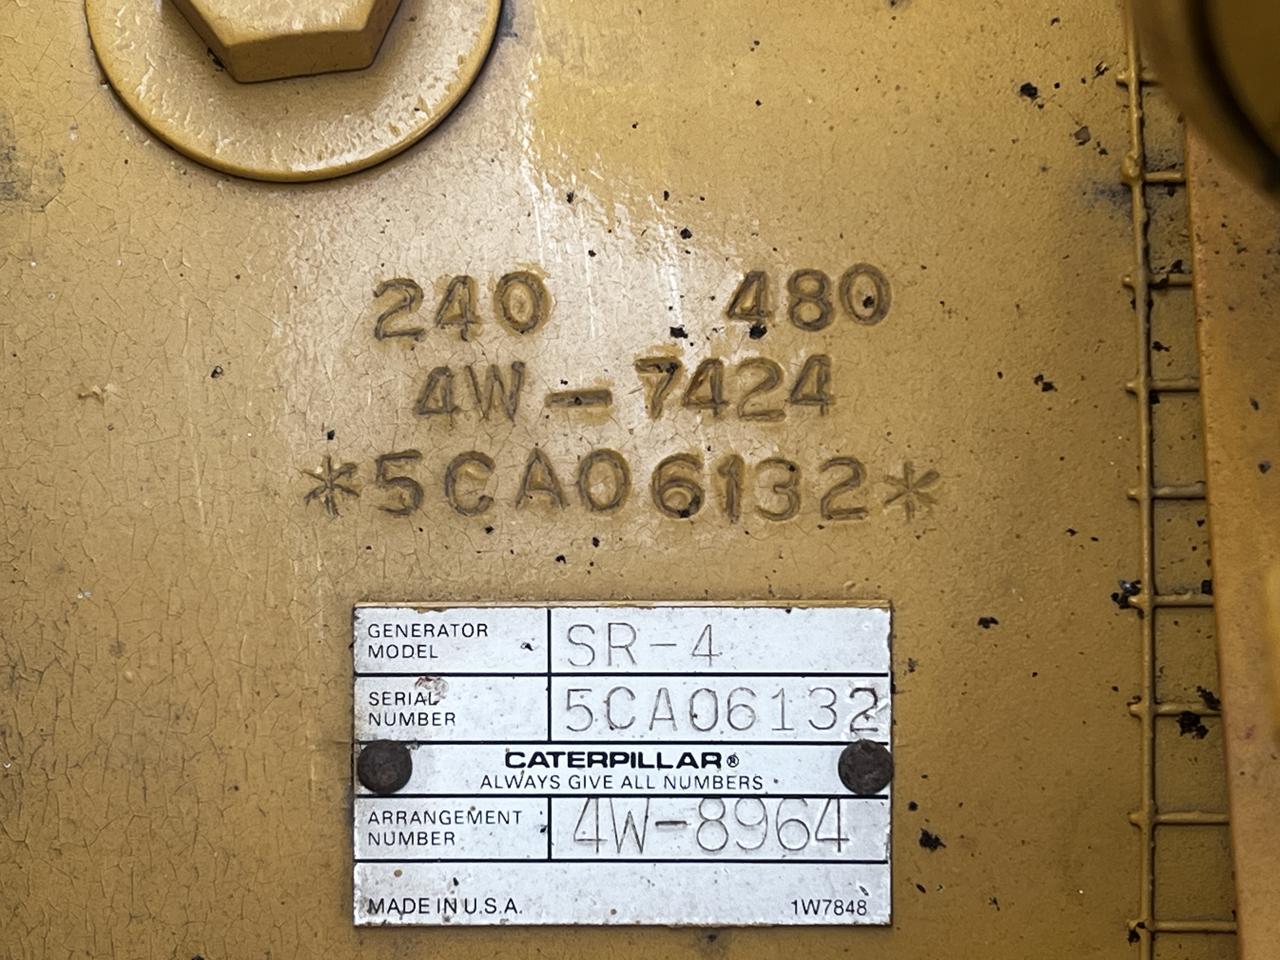 240 480
4W-7424
*5CA06132*
GENERATOR MODEL SR-4
SERIAL NUMBER 5CA06132
CATERPILLAR®
ALWAYS GIVE ALL NUMBERS
ARRANGEMENT NUMBER 4W-8964
MADE IN U.S.A. 1W7848